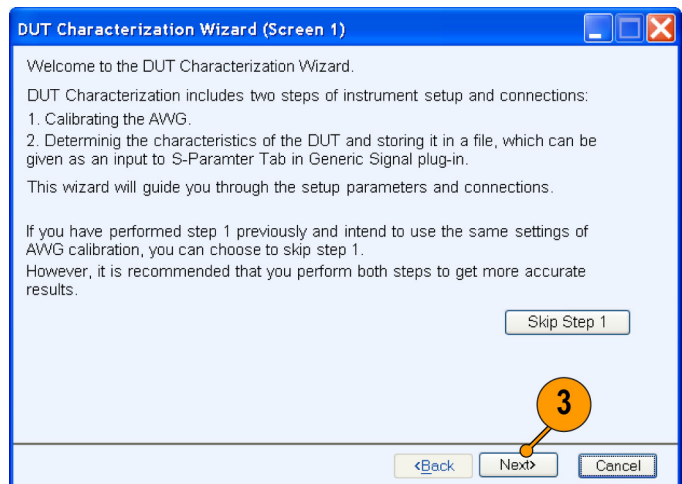 DUT Characterization Wizard (Screen 1)
Welcome to the DUT Characterization Wizard.
DUT Characterization includes two steps of instrument setup and connections:
1. Calibrating the AWG.
2. Determinig the characteristics of the DUT and storing it in a file, which can be
given as an input to S-Paramter Tab in Generic Signal plug-in.
This wizard will guide you through the setup parameters and connections.
If you have performed step 1 previously and intend to use the same settings of
AWG calibration, you can choose to skip step 1.
However, it is recommended that you perform both steps to get more accurate
results.
Skip Step 1
3
<Back Next> Cancel